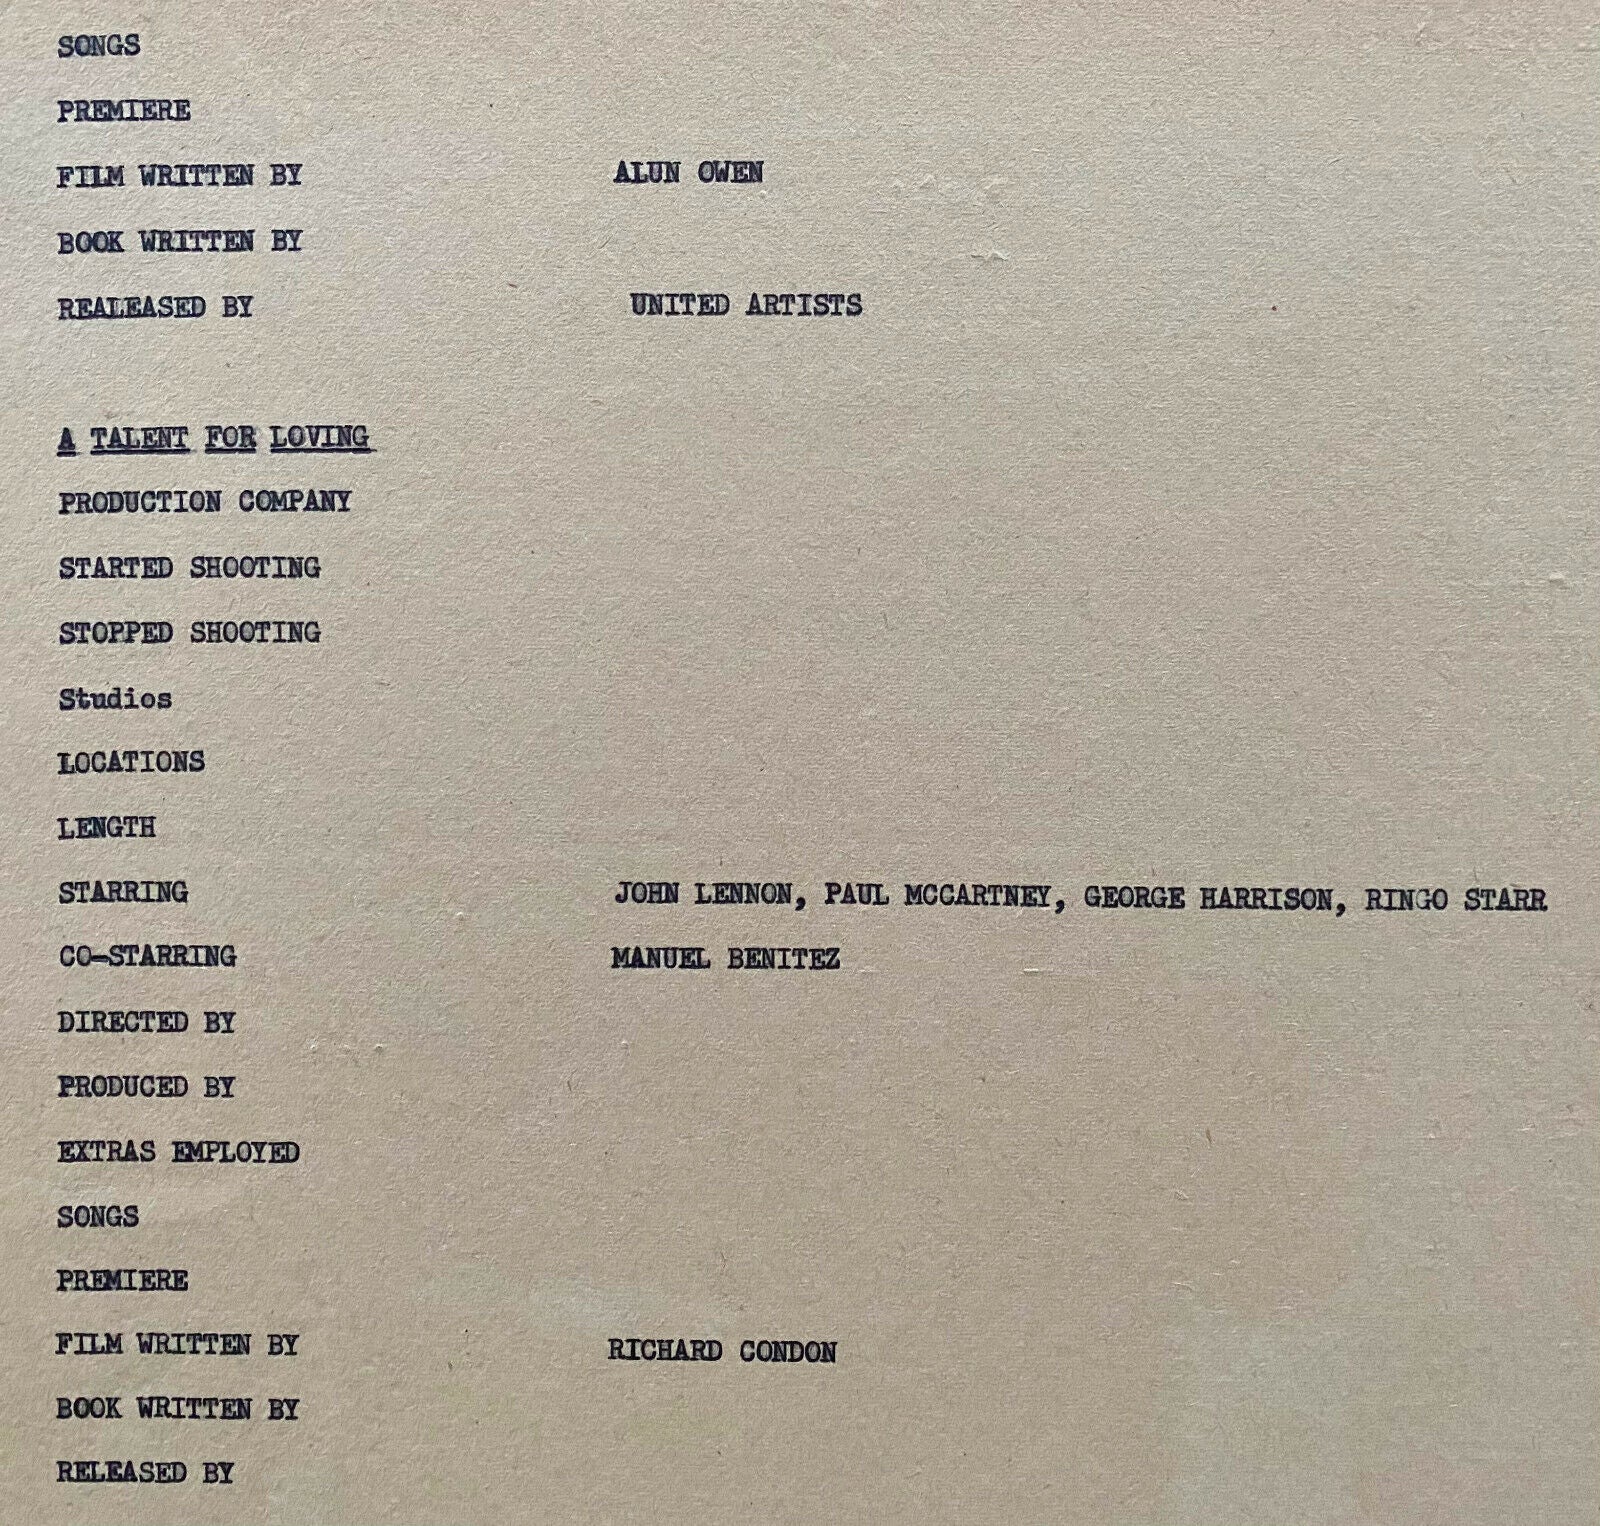 SONGS
PREMIERE
FILM WRITTEN BY ALUN OWEN
BOOK WRITTEN BY
REALEASED BY UNITED ARTISTS
A TALENT FOR LOVING
PRODUCTION COMPANY
STARTED SHOOTING
STOPPED SHOOTING
Studios
LOCATIONS
LENGTH
STARRING JOHN LENNON, PAUL MCCARTNEY, GEORGE HARRISON, RINGO STARR
CO-STARRING MANUEL BENITEZ
DIRECTED BY
PRODUCED BY
EXTRAS EMPLOYED
SONGS
PREMIERE
FILM WRITTEN BY RICHARD CONDON
BOOK WRITTEN BY
RELEASED BY